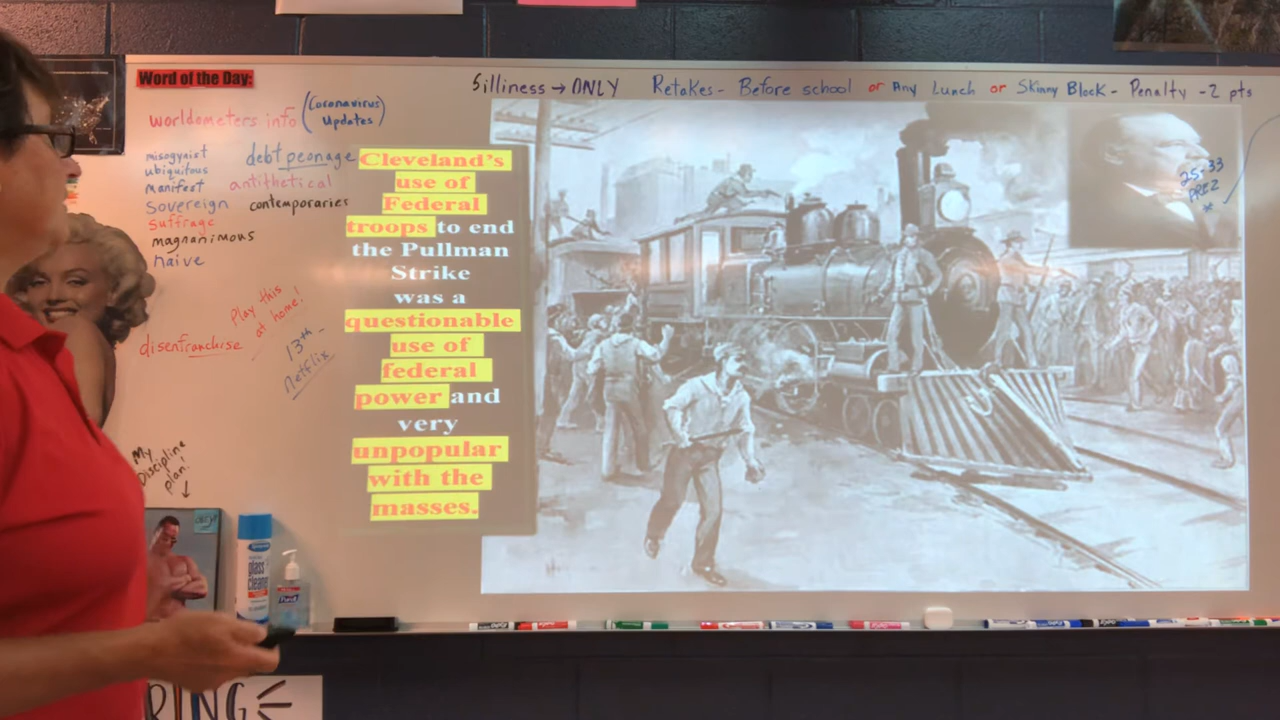 Word of the Day:
Silliness → ONLY Retakes - Before school or Any Lunch or Skinny Block - Penalty -2 pts
worldometers info (Coronavirus Updates)
misogynist
ubiquitous
manifest
sovereign
suffrage
magnanimous
naive
debt peonage
antithetical
contemporaries
disenfranchise
Play this
at home!
13th -
netflix
Cleveland's
use of
Federal
troops to end
the Pullman
Strike
was a
questionable
use of
federal
power and
very
unpopular
with the
masses.
25-33
PREZ
*
My
Discipline
plan!
↓
OBEY!
glass
cleaner
Purell
RING